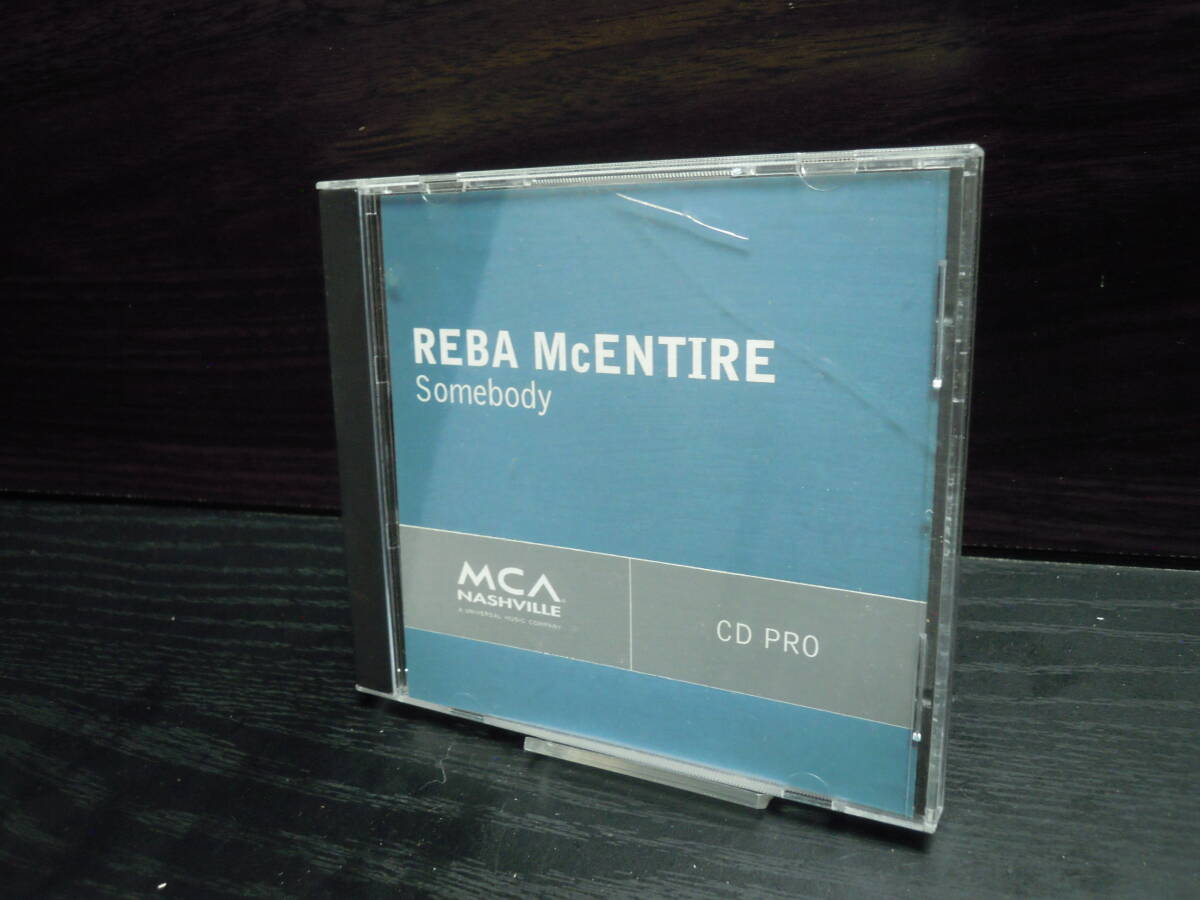 REBA McENTIRE
Somebody
MCA
NASHVILLE
A UNIVERSAL MUSIC COMPANY
CD PRO